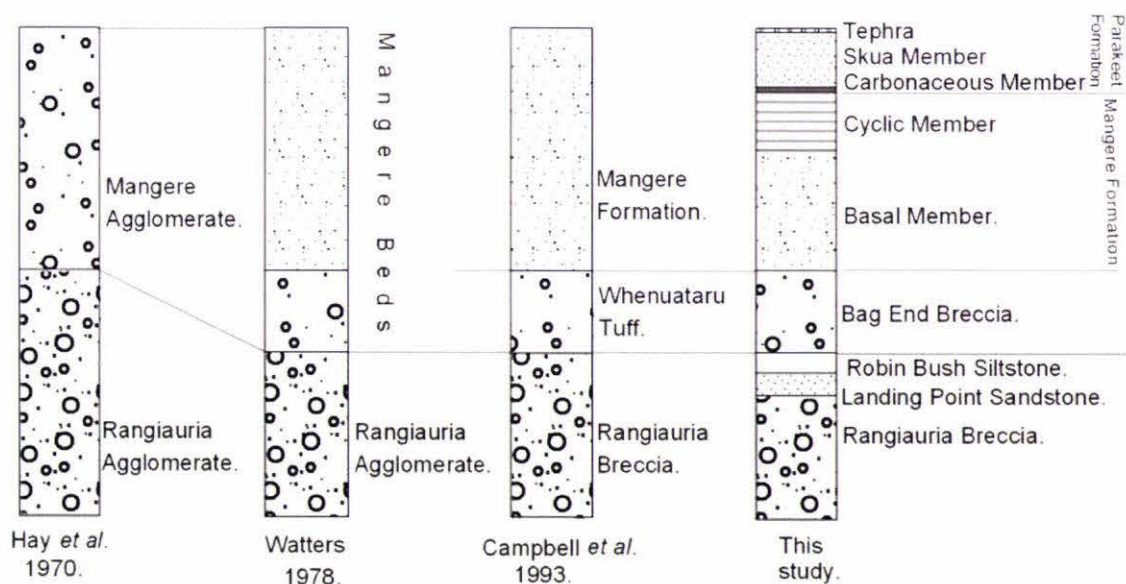 Mangere
Agglomerate.
Rangiauria
Agglomerate.
Hay et al.
1970.
Mangere Beds
Rangiauria
Agglomerate.
Watters
1978.
Mangere
Formation.
Whenuataru
Tuff.
Rangiauria
Breccia.
Campbell et al.
1993.
Tephra
Skua Member
Carbonaceous Member
Cyclic Member
Basal Member.
Bag End Breccia.
Robin Bush Siltstone.
Landing Point Sandstone.
Rangiauria Breccia.
This
study.
Parakeet
Formation
Mangere Formation